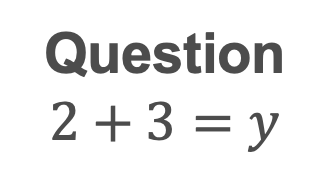 Question
2 + 3 = y